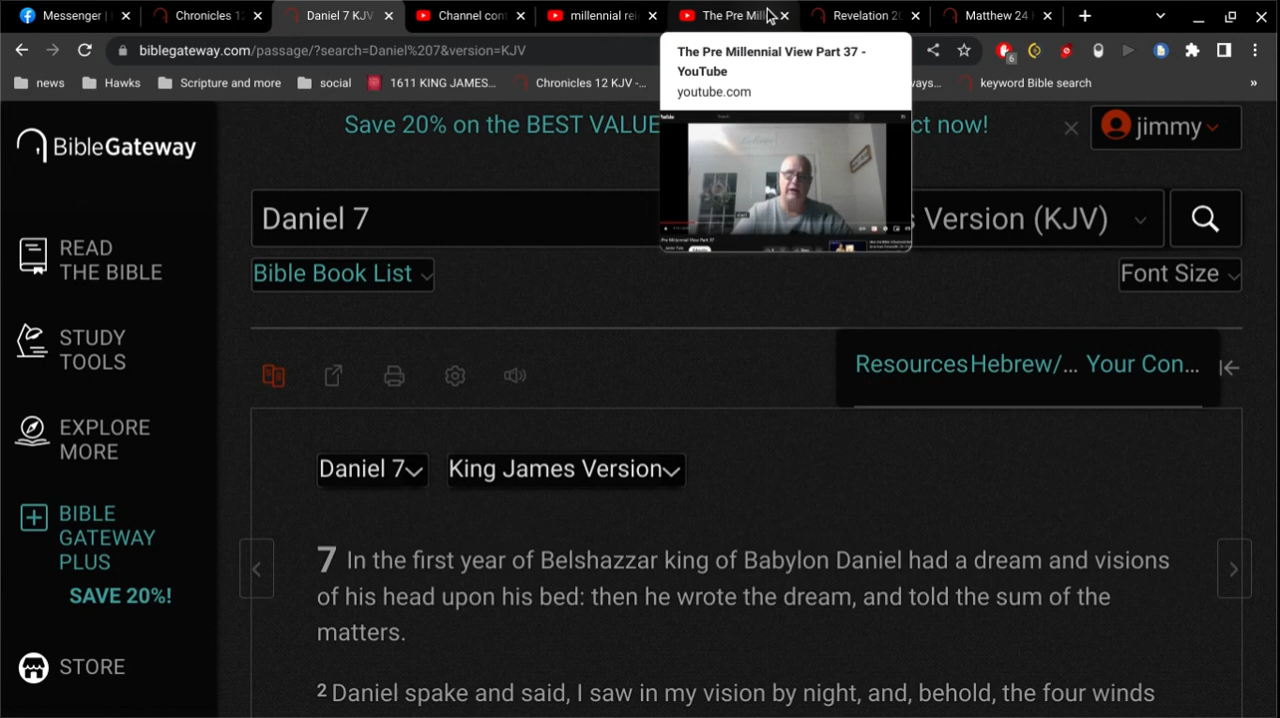 Messenger
Chronicles 12
Daniel 7 KJV
Channel con
millennial rei
The Pre Mill
Revelation 20
Matthew 24
biblegateway.com/passage/?search=Daniel%207&version=KJV
6
news
Hawks
Scripture and more
social
1611 KING JAMES...
Chronicles 12 KJV -...
ways...
keyword Bible search
»
The Pre Millennial View Part 37 -
YouTube
youtube.com
BibleGateway
Save 20% on the BEST VALUE
ct now!
jimmy
Daniel 7
s Version (KJV)
Bible Book List
Font Size
READ
THE BIBLE
STUDY
TOOLS
EXPLORE
MORE
BIBLE
GATEWAY
PLUS
SAVE 20%!
STORE
Resources
Hebrew/...
Your Con...
Daniel 7
King James Version
7 In the first year of Belshazzar king of Babylon Daniel had a dream and visions
of his head upon his bed: then he wrote the dream, and told the sum of the
matters.
2 Daniel spake and said, I saw in my vision by night, and, behold, the four winds